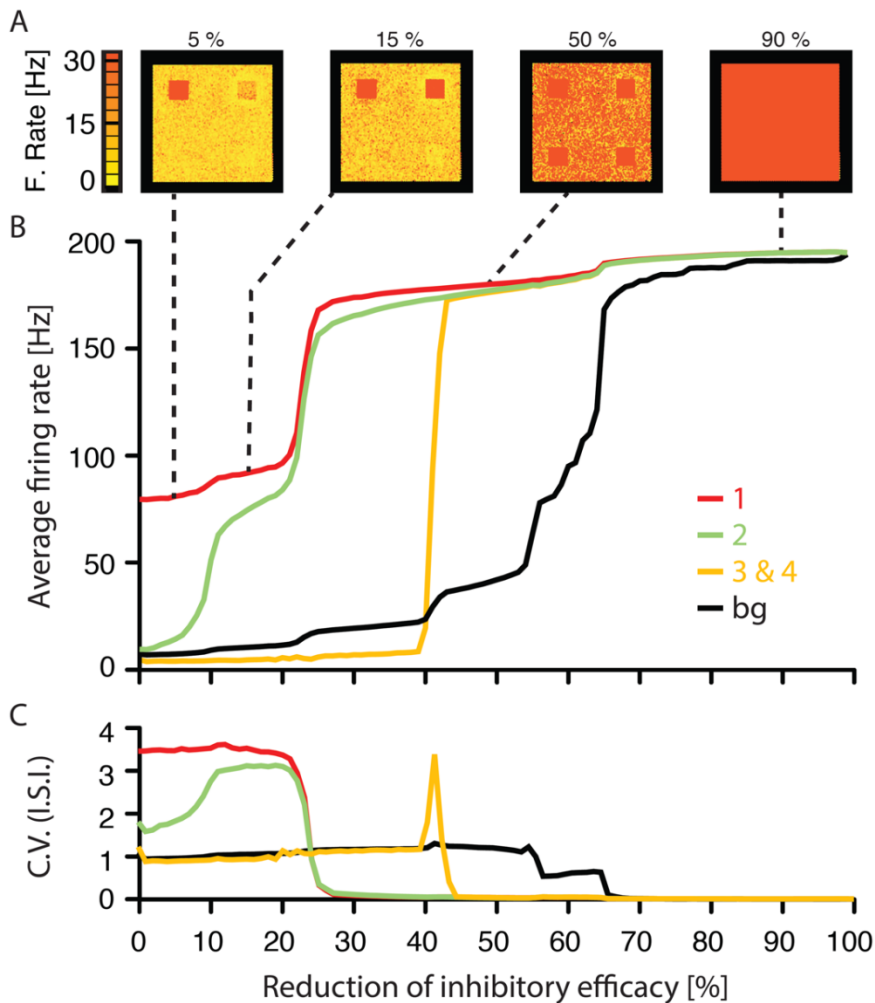 A
5 %
15 %
50 %
90 %
F. Rate [Hz]
30
15
0
B
Average firing rate [Hz]
200
150
100
50
0
1
2
3 & 4
bg
C
C.V. (I.S.I.)
4
3
2
1
0
0 10 20 30 40 50 60 70 80 90 100
Reduction of inhibitory efficacy [%]